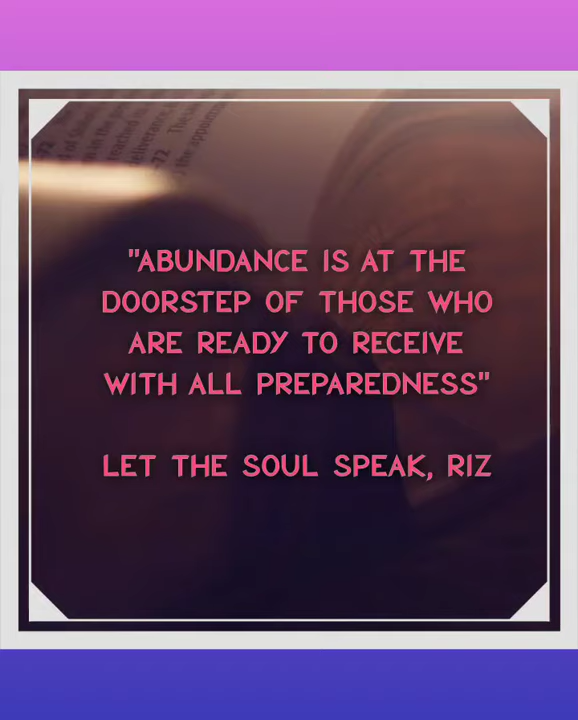 "ABUNDANCE IS AT THE
DOORSTEP OF THOSE WHO
ARE READY TO RECEIVE
WITH ALL PREPAREDNESS"
LET THE SOUL SPEAK, RIZ